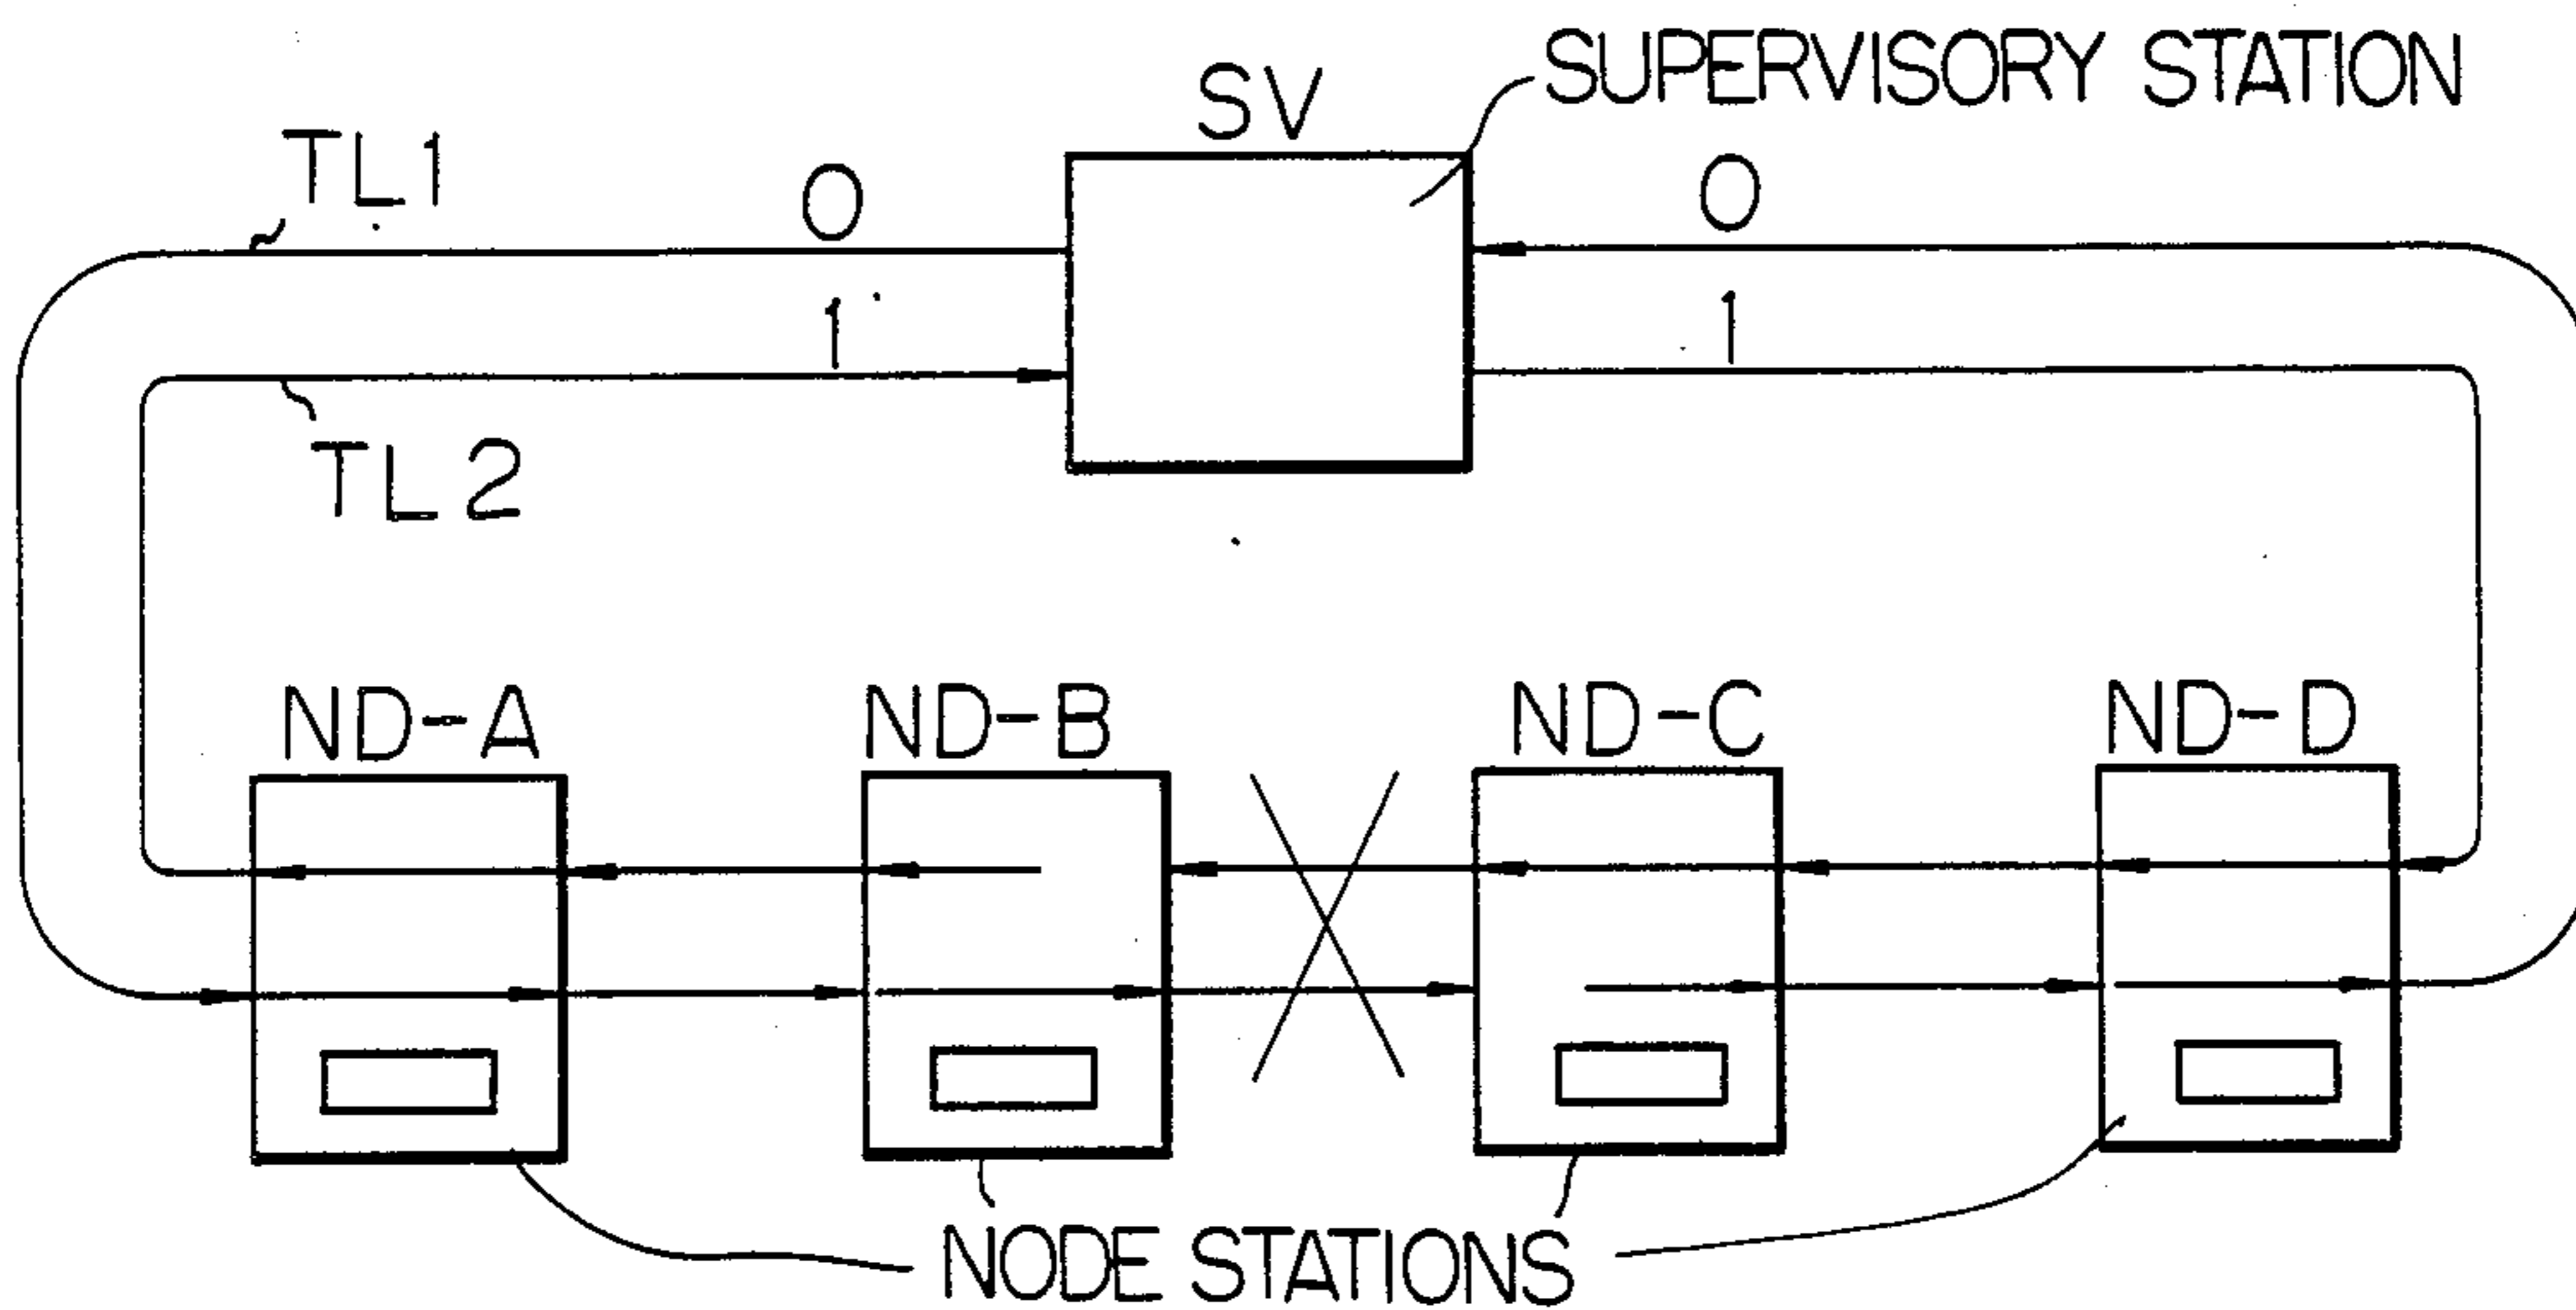 SUPERVISORY STATION
SV
TL1
0
0
1
1
TL2
ND-A
ND-B
ND-C
ND-D
NODE STATIONS